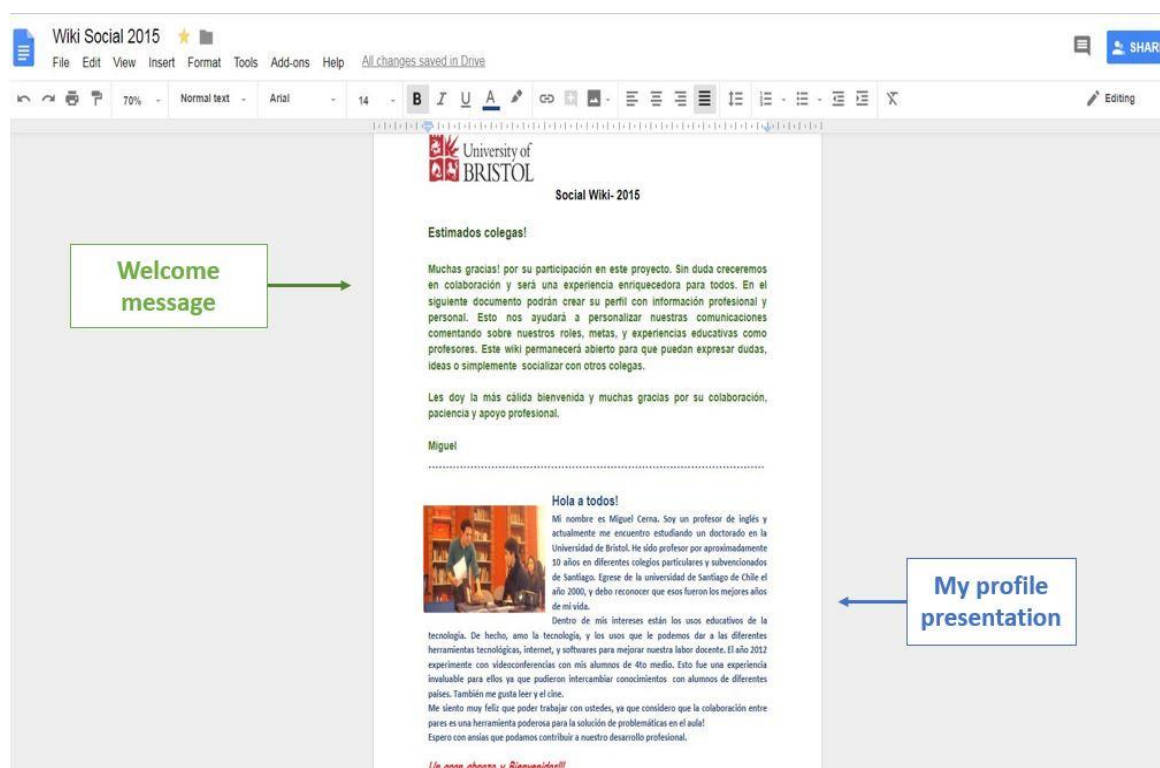 Wiki Social 2015
SHARE
File Edit View Insert Format Tools Add-ons Help All changes saved in Drive
70% Normal text Arial 14 B I U A Editing
University of
BRISTOL
Social Wiki- 2015
Estimados colegas!
Welcome
message
Muchas gracias! por su participación en este proyecto. Sin duda creceremos
en colaboración y será una experiencia enriquecedora para todos. En el
siguiente documento podrán crear su perfil con información profesional y
personal. Esto nos ayudará a personalizar nuestras comunicaciones
comentando sobre nuestros roles, metas, y experiencias educativas como
profesores. Este wiki permanecerá abierto para que puedan expresar dudas,
ideas o simplemente socializar con otros colegas.
Les doy la más cálida bienvenida y muchas gracias por su colaboración,
paciencia y apoyo profesional.
Miguel
Hola a todos!
Mi nombre es Miguel Cerna. Soy un profesor de inglés y
actualmente me encuentro estudiando un doctorado en la
Universidad de Bristol. He sido profesor por aproximadamente
10 años en diferentes colegios particulares y subvencionados
de Santiago. Egrese de la universidad de Santiago de Chile el
año 2000, y debo reconocer que esos fueron los mejores años
de mi vida.
My profile
presentation
Dentro de mis intereses están los usos educativos de la
tecnología. De hecho, amo la tecnología, y los usos que le podemos dar a las diferentes
herramientas tecnológicas, internet, y softwares para mejorar nuestra labor docente. El año 2012
experimente con videoconferencias con mis alumnos de 4to medio. Esto fue una experiencia
invaluable para ellos ya que pudieron intercambiar conocimientos con alumnos de diferentes
países. También me gusta leer y el cine.
Me siento muy feliz que poder trabajar con ustedes, ya que considero que la colaboración entre
pares es una herramienta poderosa para la solución de problemáticas en el aula!
Espero con ansias que podamos contribuir a nuestro desarrollo profesional.
Un gran abrazo y Bienvenidos!!!